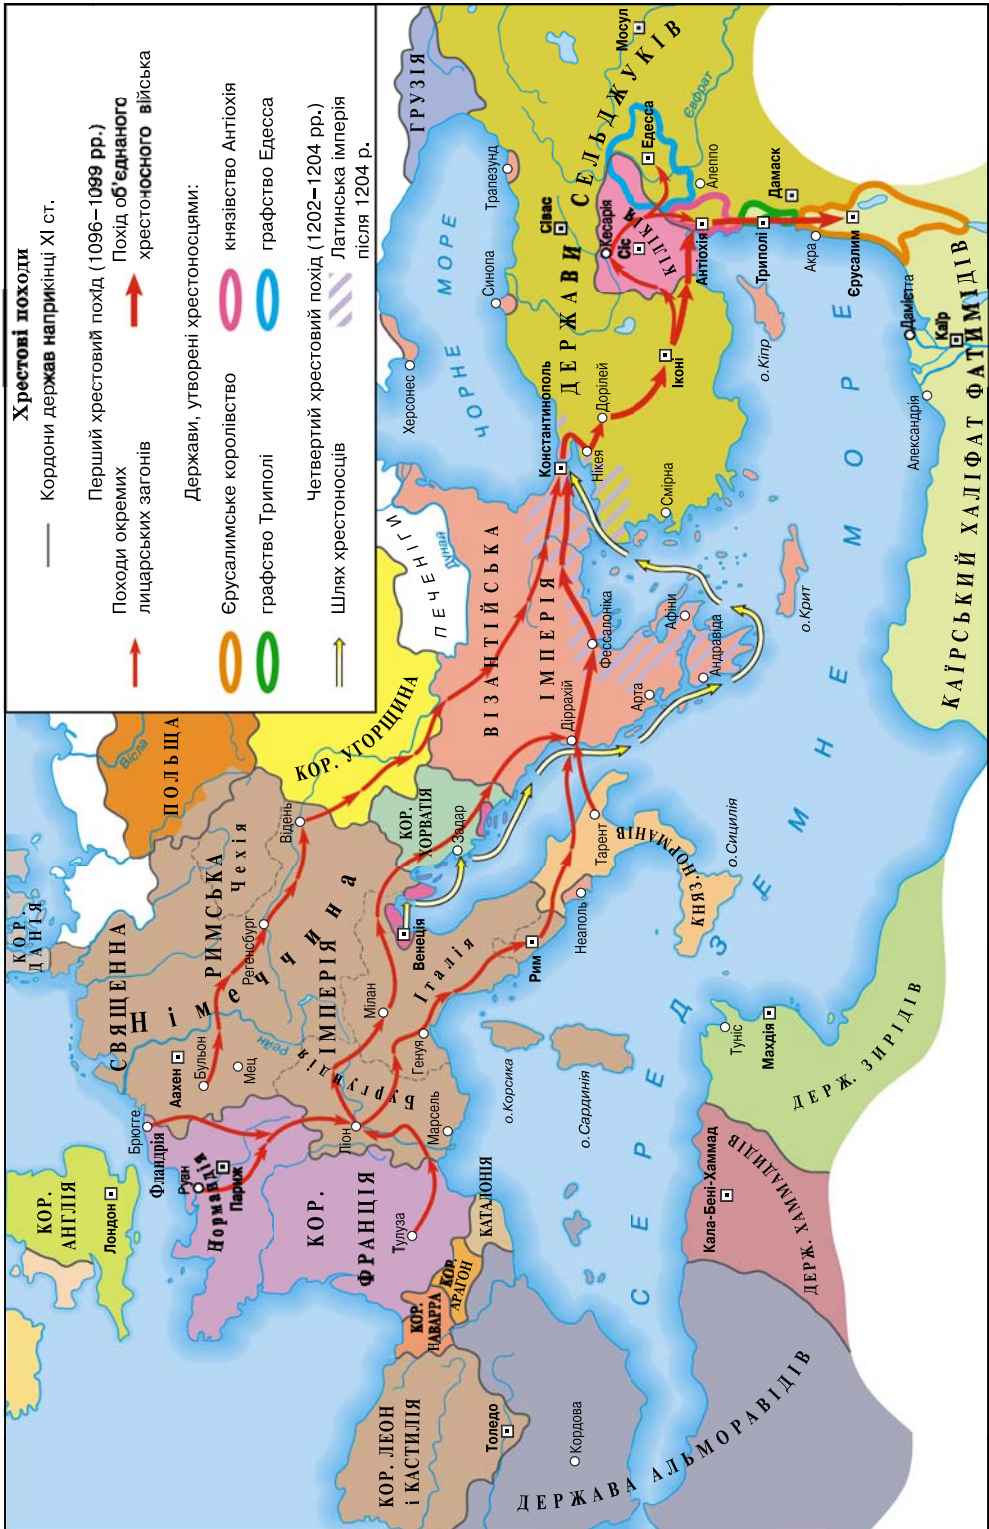 Хрестові походи
Кордони держав наприкінці XI ст.
Перший хрестовий похід (1096–1099 рр.)
Походи окремих
лицарських загонів
Похід об'єднаного
хрестоносного війська
Держави, утворені хрестоносцями:
Єрусалимське королівство
князівство Антіохія
графство Триполі
графство Едесса
Четвертий хрестовий похід (1202–1204 рр.)
Шлях хрестоносців
Латинська імперія
після 1204 р.
КОР.
АНГЛІЯ
Лондон
КОР.
ДАНІЯ
ПОЛЬЩА
Вісла
СВЯЩЕННА
РИМСЬКА
ІМПЕРІЯ
Німеччина
Чехія
Аахен
Бульон
Мец
Регенсбург
Відень
Рейн
Брюгге
Фландрія
Руан
Нормандія
Париж
КОР.
ФРАНЦІЯ
Тулуза
Ліон
Бургундія
Марсель
Мілан
Генуя
Італія
Венеція
Рим
Неаполь
Тарент
КНЯЗ. НОРМАНІВ
о.Сицилія
о.Корсика
о.Сардинія
КОР. УГОРЩИНА
КОР.
ХОРВАТІЯ
Задар
ПЕЧЕНІГИ
Дунай
ВІЗАНТІЙСЬКА
ІМПЕРІЯ
Діррахій
Фессалоніка
Арта
Афіни
Андравіда
о.Крит
Константинополь
Нікея
Дорілей
Смірна
Іконі
ЧОРНЕ МОРЕ
Херсонес
Синопа
Трапезунд
ГРУЗІЯ
ДЕРЖАВИ СЕЛЬДЖУКІВ
Сівас
Кесарія
Сіс
КІЛІКІЯ
Едесса
Мосул
Євфрат
Алеппо
Антіохія
Триполі
Дамаск
Акра
Єрусалим
о.Кіпр
Дамієтта
Каїр
Александрія
КАЇРСЬКИЙ ХАЛІФАТ ФАТИМІДІВ
СЕРЕДЗЕМНЕ МОРЕ
КОР. ЛЕОН
і КАСТИЛІЯ
Толедо
Кордова
КОР.
НАВАРРА
КОР.
АРАГОН
КАТАЛОНІЯ
ДЕРЖАВА АЛЬМОРАВІДІВ
Кала-Бені-Хаммад
ДЕРЖ. ХАММАДИДІВ
Туніс
Махдія
ДЕРЖ. ЗИРІДІВ